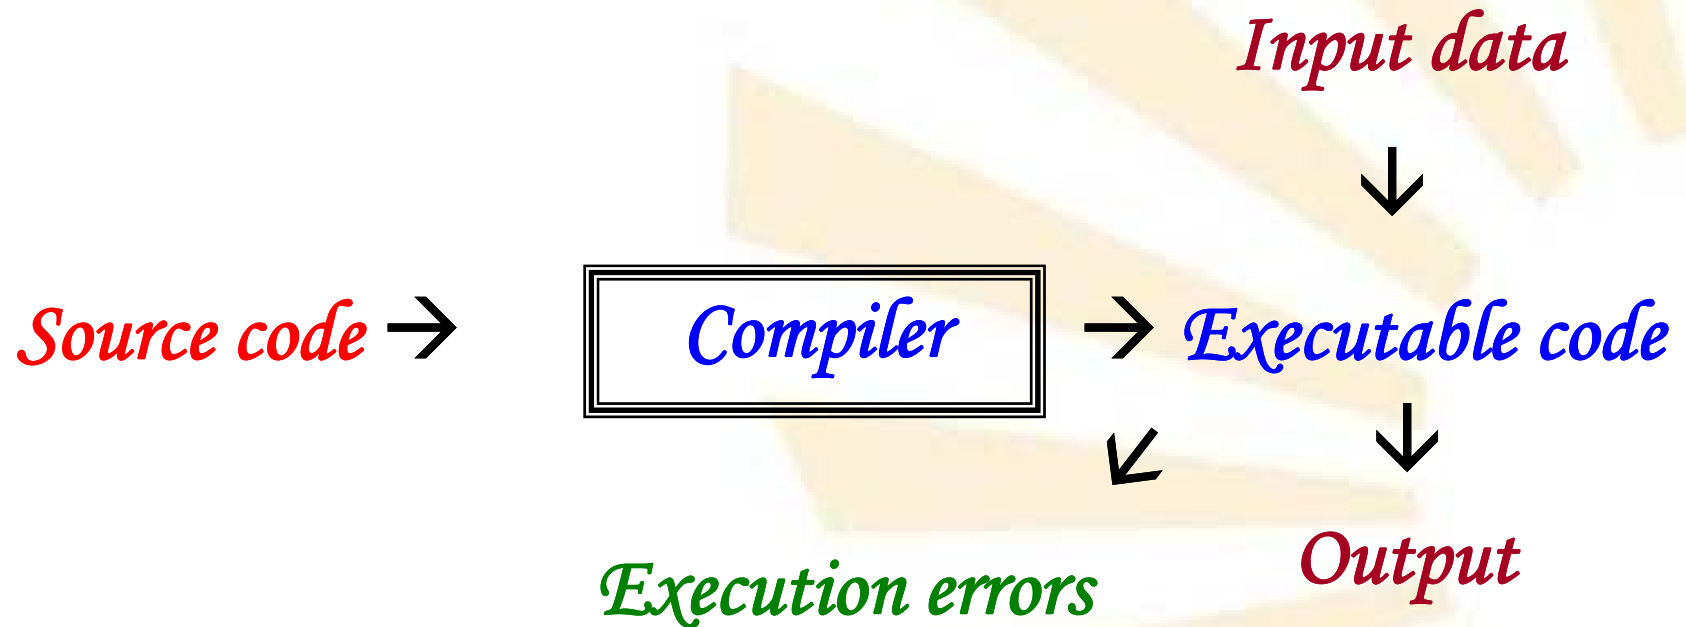 Input data
↓
Source code → Compiler → Executable code
↙ ↓
Execution errors Output